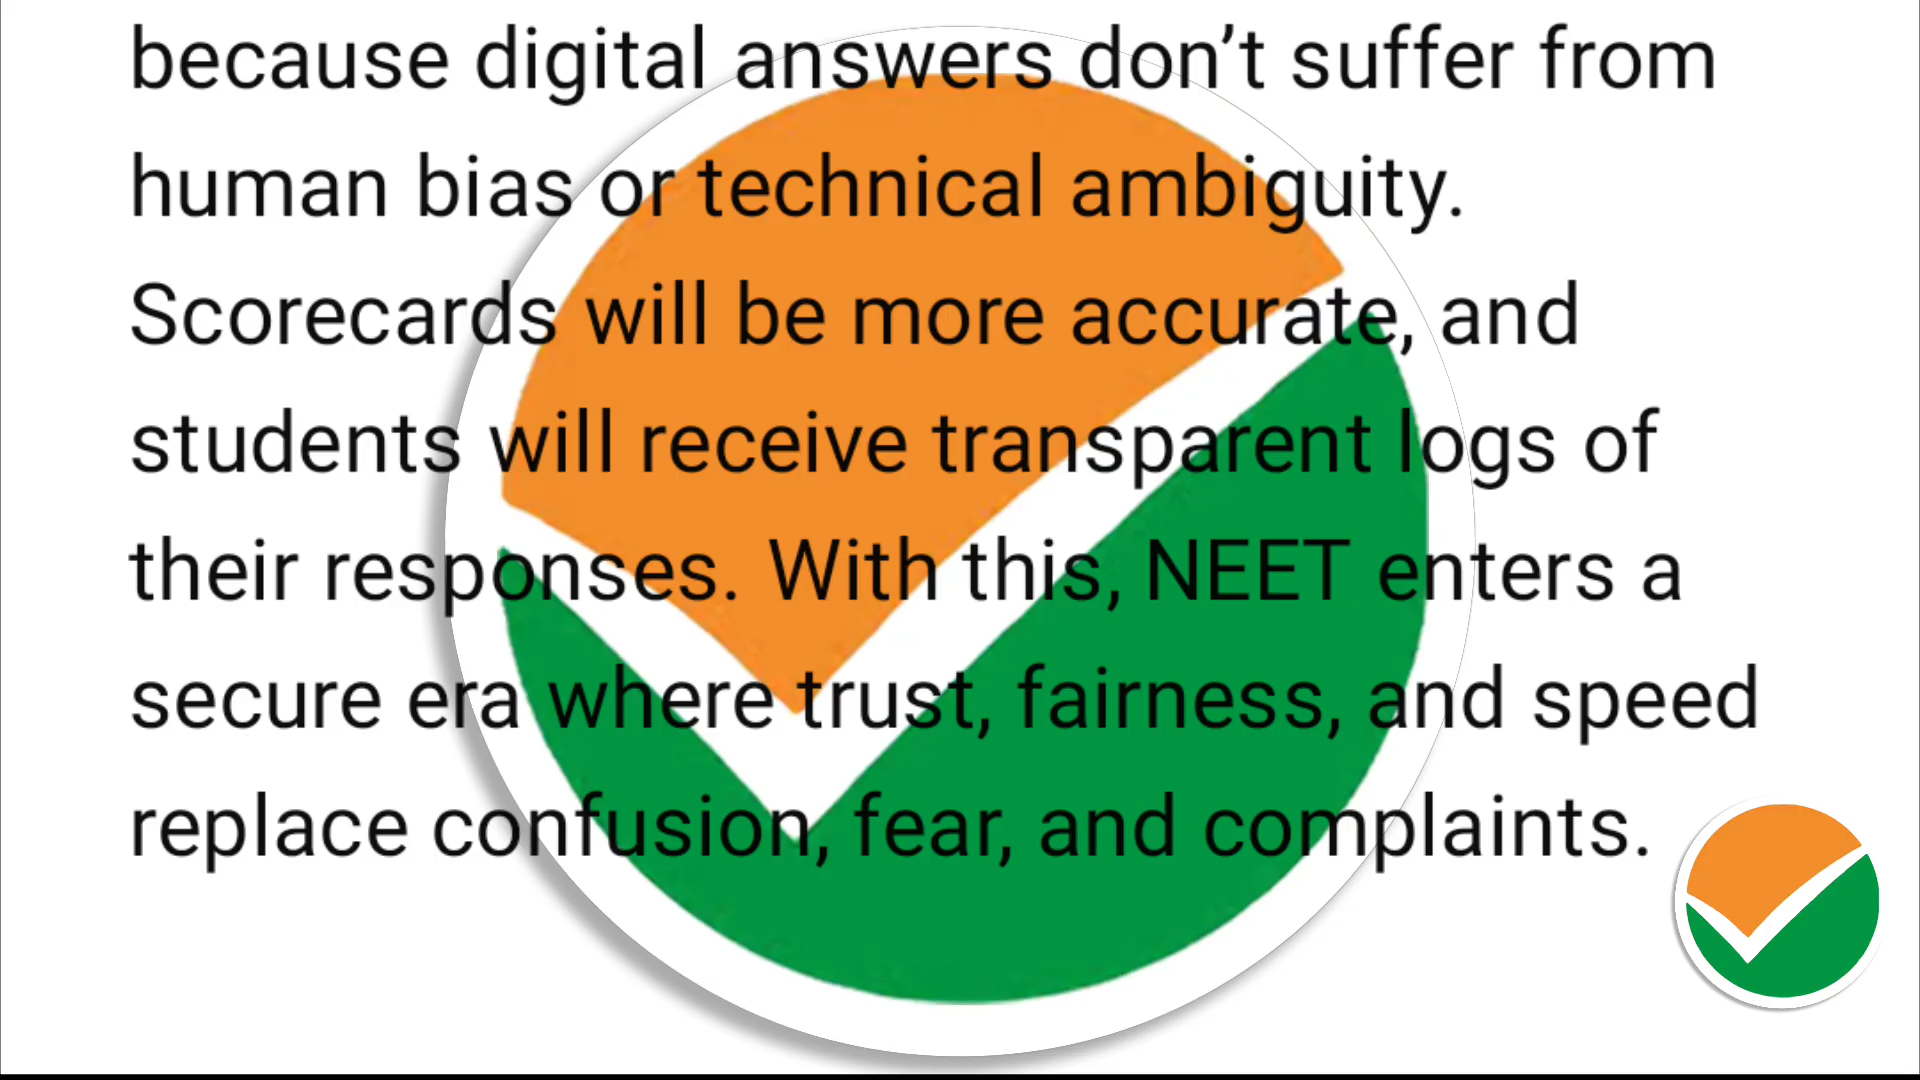 because digital answers don’t suffer from
human bias or technical ambiguity.
Scorecards will be more accurate, and
students will receive transparent logs of
their responses. With this, NEET enters a
secure era where trust, fairness, and speed
replace confusion, fear, and complaints.